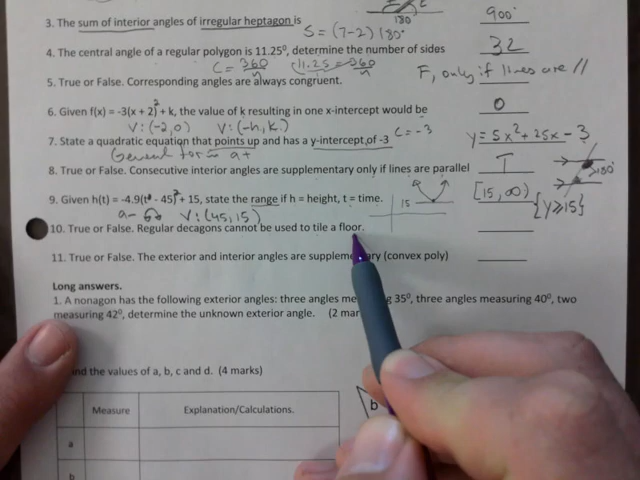 180°
3. The sum of interior angles of irregular heptagon is 900°
S = (7-2) 180°
4. The central angle of a regular polygon is 11.25⁰, determine the number of sides 32
C = 360/n 11.25 = 360/n
F, only if lines are //
5. True or False. Corresponding angles are always congruent.
6. Given f(x) = -3(x + 2)² + k, the value of k resulting in one x-intercept would be 0
V: (-2,0) V: (-h, k)
7. State a quadratic equation that points up and has a y-intercept of -3 C = -3 y = 5x² + 25x - 3
General form a +
8. True or False. Consecutive interior angles are supplementary only if lines are parallel T
180°
9. Given h(t) = -4.9(t - 45)² + 15, state the range if h = height, t = time. 15 [15, ∞)
a - V: (45, 15) {y ≥ 15}
10. True or False. Regular decagons cannot be used to tile a floor.
11. True or False. The exterior and interior angles are supplementary (convex poly)
Long answers.
1. A nonagon has the following exterior angles: three angles 35⁰, three angles measuring 40⁰, two
measuring 42⁰, determine the unknown exterior angle. (2
the values of a, b, c and d. (4 marks)
b
Measure Explanation/Calculations.
a
b